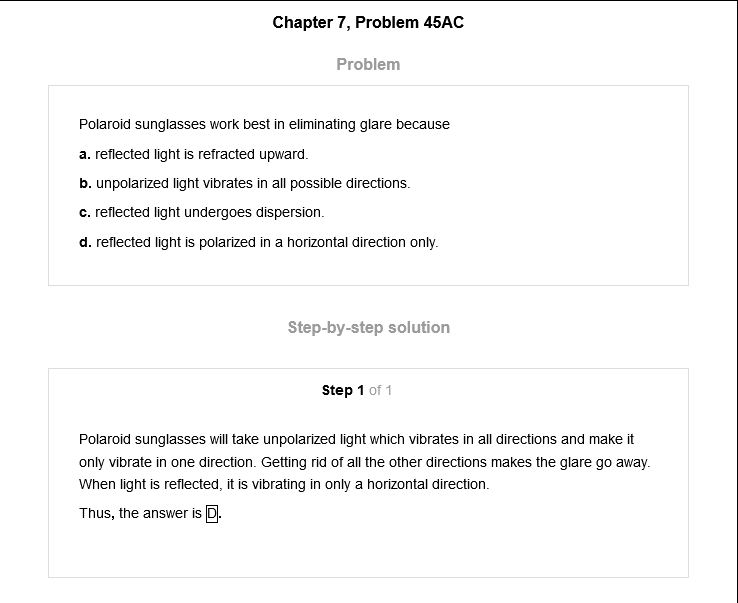 Chapter 7, Problem 45AC
Problem
Polaroid sunglasses work best in eliminating glare because
a. reflected light is refracted upward.
b. unpolarized light vibrates in all possible directions.
c. reflected light undergoes dispersion.
d. reflected light is polarized in a horizontal direction only.
Step-by-step solution
Step 1 of 1
Polaroid sunglasses will take unpolarized light which vibrates in all directions and make it
only vibrate in one direction. Getting rid of all the other directions makes the glare go away.
When light is reflected, it is vibrating in only a horizontal direction.
Thus, the answer is D.